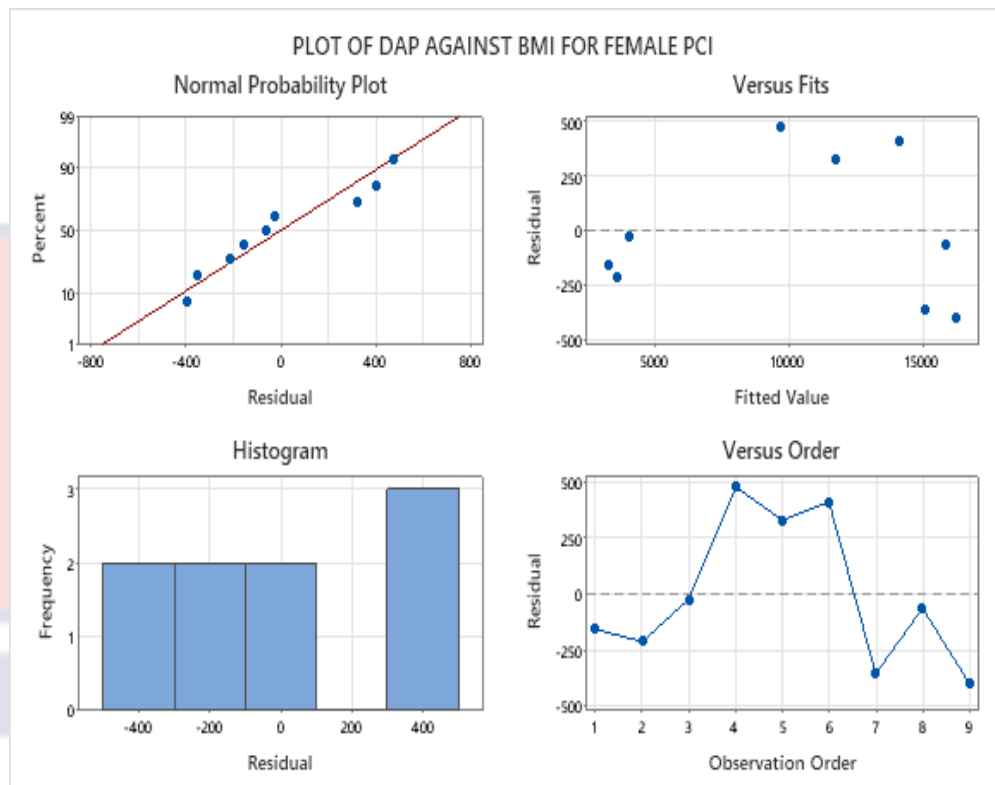 PLOT OF DAP AGAINST BMI FOR FEMALE PCI
Normal Probability Plot
99
90
50
10
1
Percent
-800 -400 0 400 800
Residual
Versus Fits
500
250
0
-250
-500
Residual
5000 10000 15000
Fitted Value
Histogram
3
2
1
0
Frequency
-400 -200 0 200 400
Residual
Versus Order
500
250
0
-250
-500
Residual
1 2 3 4 5 6 7 8 9
Observation Order